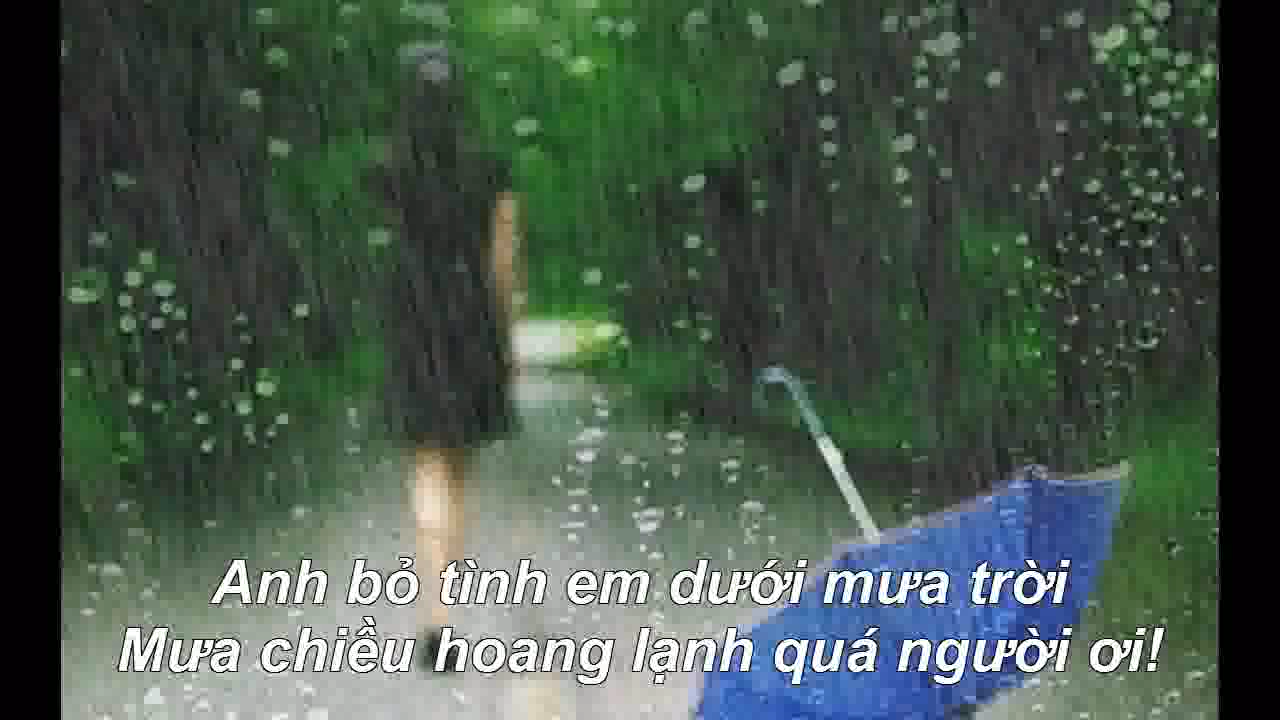 Anh bỏ tình em dưới mưa trời
Mưa chiều hoang lạnh quá người ơi!